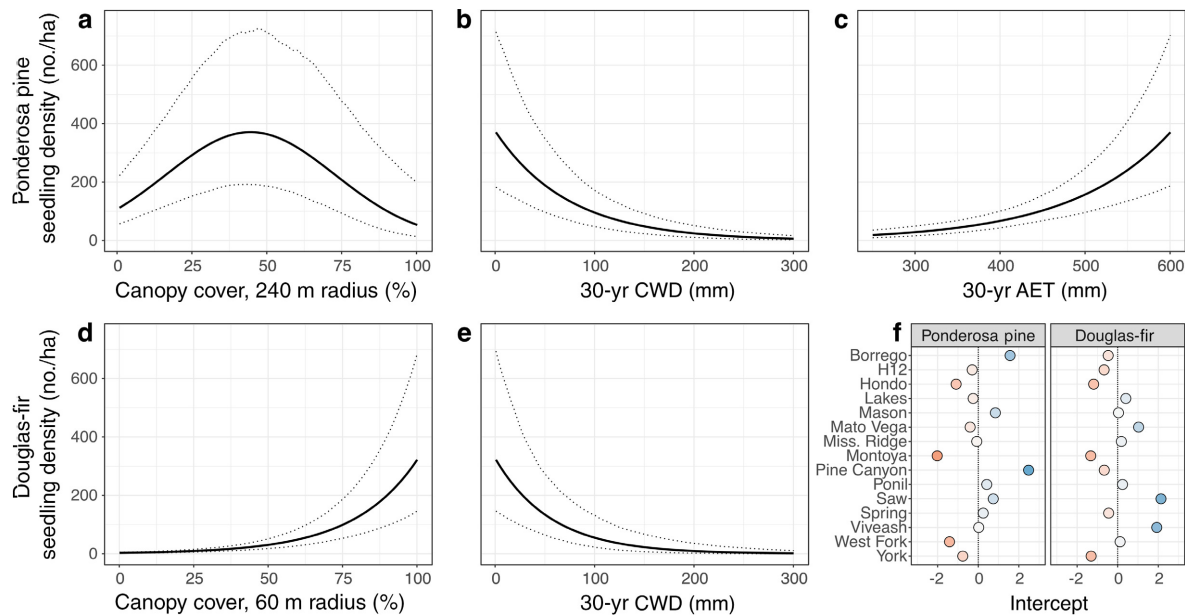 a
b
c
Ponderosa pine
seedling density (no./ha)
600
400
200
0
0 25 50 75 100
Canopy cover, 240 m radius (%)
0 100 200 300
30-yr CWD (mm)
300 400 500 600
30-yr AET (mm)
d
e
f
Douglas-fir
seedling density (no./ha)
600
400
200
0
0 25 50 75 100
Canopy cover, 60 m radius (%)
0 100 200 300
30-yr CWD (mm)
Ponderosa pine Douglas-fir
Borrego
H12
Hondo
Lakes
Mason
Mato Vega
Miss. Ridge
Montoya
Pine Canyon
Ponil
Saw
Spring
Viveash
West Fork
York
-2 0 2 -2 0 2
Intercept